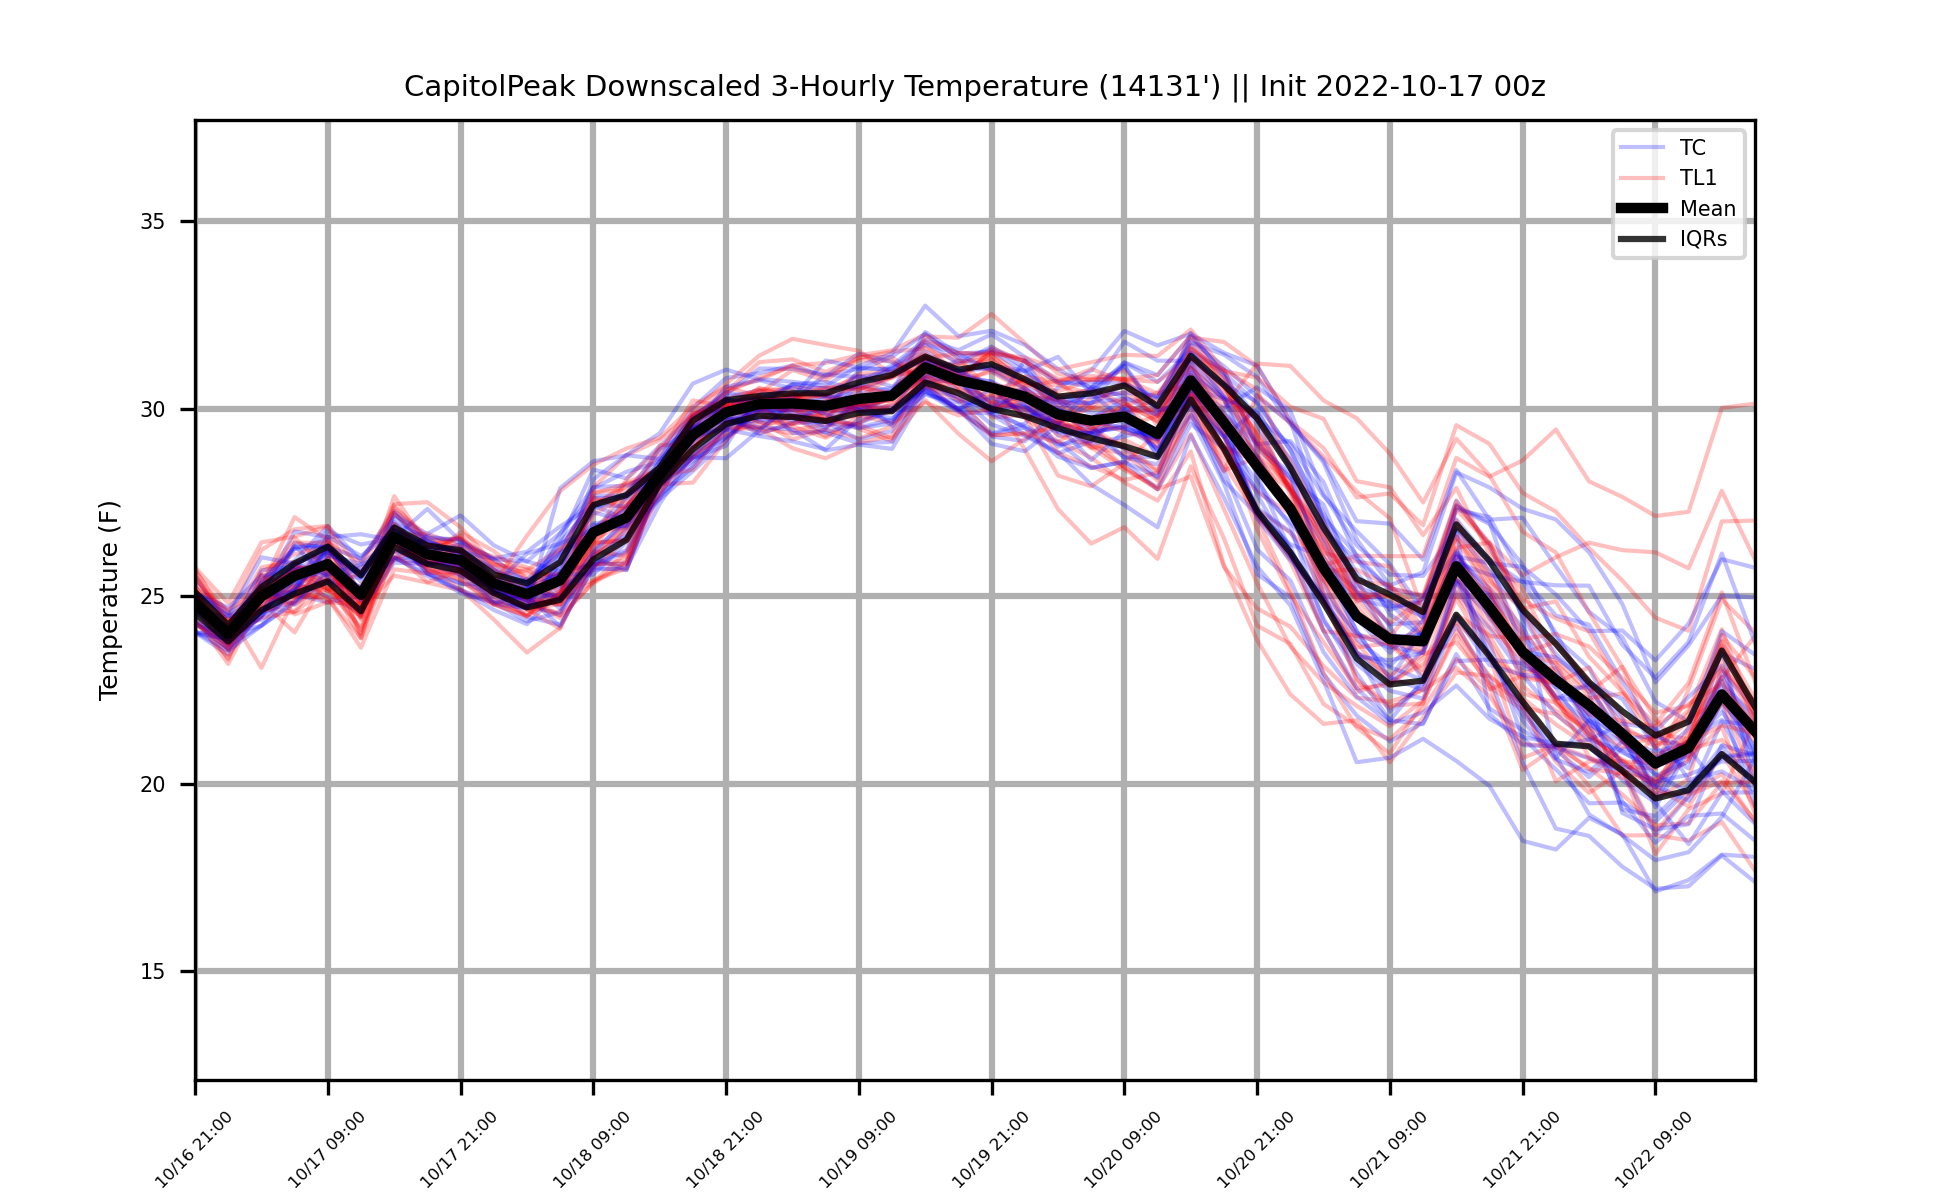 CapitolPeak Downscaled 3-Hourly Temperature (14131') || Init 2022-10-17 00z
TC
TL1
Mean
IQRs
Temperature (F)
35
30
25
20
15
10/16 21:00
10/17 09:00
10/17 21:00
10/18 09:00
10/18 21:00
10/19 09:00
10/19 21:00
10/20 09:00
10/20 21:00
10/21 09:00
10/21 21:00
10/22 09:00